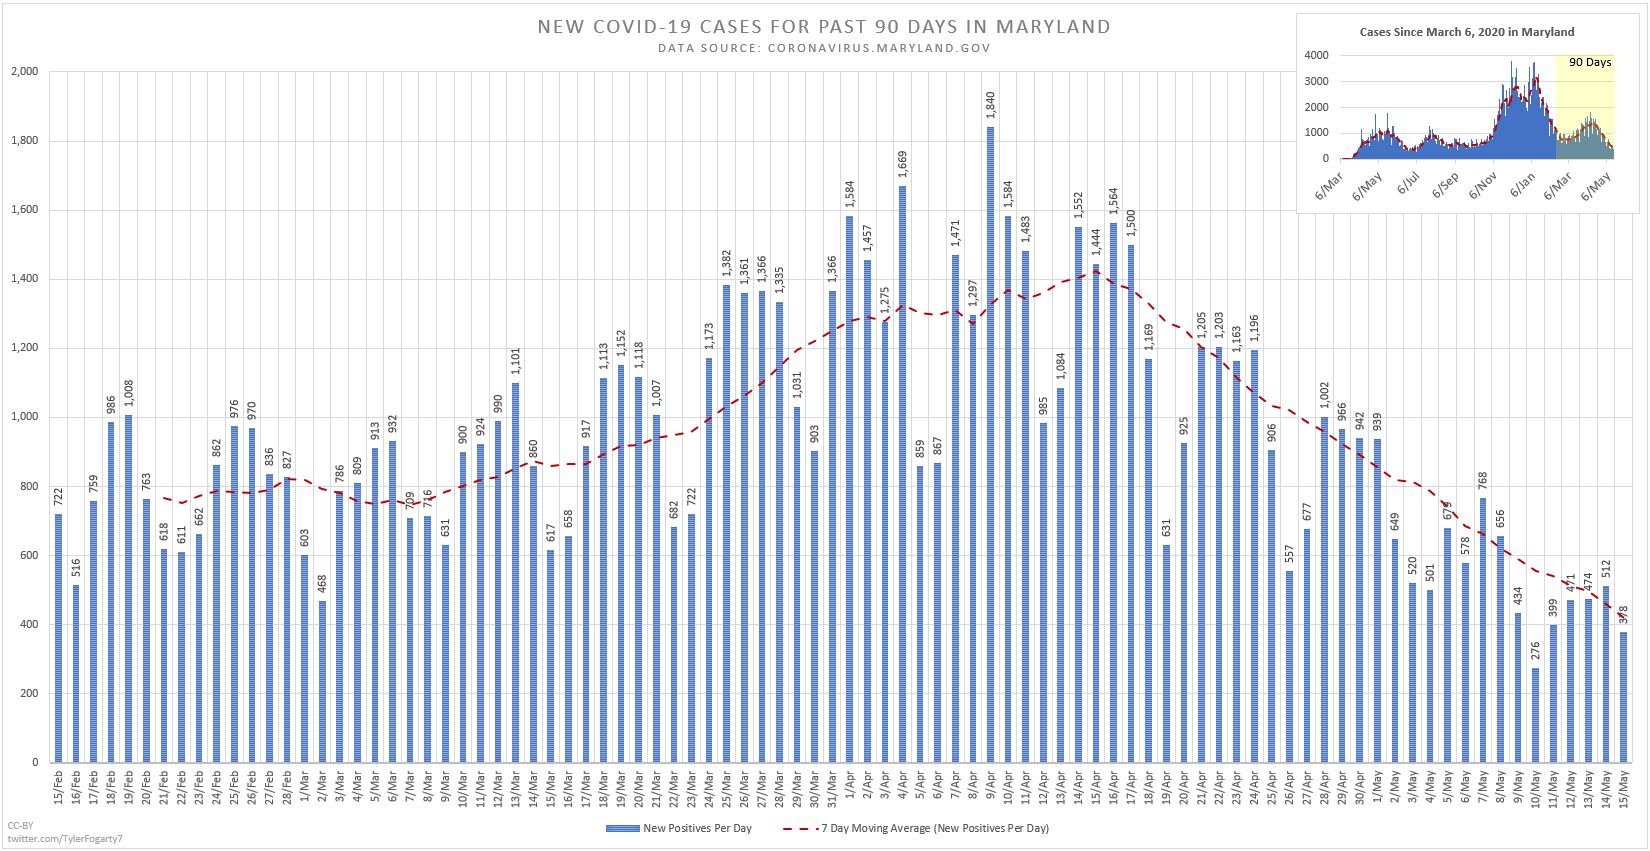 NEW COVID-19 CASES FOR PAST 90 DAYS IN MARYLAND
DATA SOURCE: CORONAVIRUS.MARYLAND.GOV
Cases Since March 6, 2020 in Maryland
90 Days
4000
3000
2000
1000
0
6/Mar
6/May
6/Jul
6/Sep
6/Nov
6/Jan
6/Mar
6/May
2,000
1,800
1,600
1,400
1,200
1,000
800
600
400
200
0
722
516
759
986
1,008
763
618
611
662
862
976
970
836
827
603
468
786
809
913
932
709
716
631
900
924
990
1,101
860
617
658
917
1,113
1,152
1,118
1,007
682
722
1,173
1,382
1,361
1,366
1,335
1,031
903
1,366
1,584
1,457
1,275
1,669
859
867
1,471
1,297
1,840
1,584
1,483
985
1,084
1,552
1,444
1,564
1,500
1,169
631
925
1,205
1,203
1,163
1,196
906
557
677
1,002
966
942
939
649
520
501
679
578
768
656
434
276
399
471
474
512
378
15/Feb
16/Feb
17/Feb
18/Feb
19/Feb
20/Feb
21/Feb
22/Feb
23/Feb
24/Feb
25/Feb
26/Feb
27/Feb
28/Feb
1/Mar
2/Mar
3/Mar
4/Mar
5/Mar
6/Mar
7/Mar
8/Mar
9/Mar
10/Mar
11/Mar
12/Mar
13/Mar
14/Mar
15/Mar
16/Mar
17/Mar
18/Mar
19/Mar
20/Mar
21/Mar
22/Mar
23/Mar
24/Mar
25/Mar
26/Mar
27/Mar
28/Mar
29/Mar
30/Mar
31/Mar
1/Apr
2/Apr
3/Apr
4/Apr
5/Apr
6/Apr
7/Apr
8/Apr
9/Apr
10/Apr
11/Apr
12/Apr
13/Apr
14/Apr
15/Apr
16/Apr
17/Apr
18/Apr
19/Apr
20/Apr
21/Apr
22/Apr
23/Apr
24/Apr
25/Apr
26/Apr
27/Apr
28/Apr
29/Apr
30/Apr
1/May
2/May
3/May
4/May
5/May
6/May
7/May
8/May
9/May
10/May
11/May
12/May
13/May
14/May
15/May
New Positives Per Day
7 Day Moving Average (New Positives Per Day)
CC-BY
twitter.com/TylerFogarty7